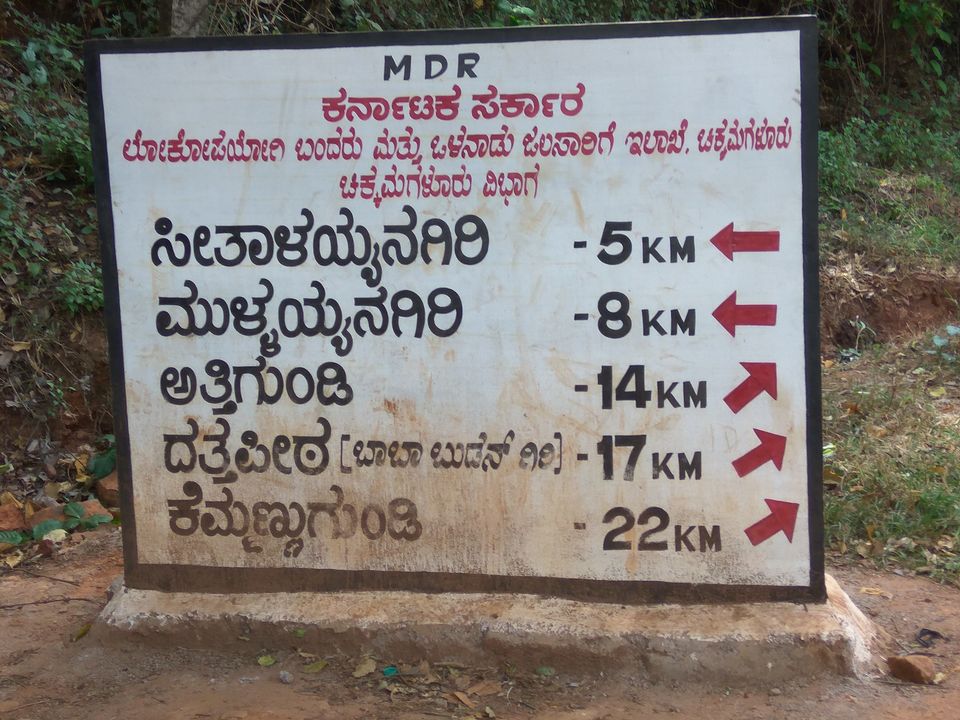 MDR
ಕರ್ನಾಟಕ ಸರ್ಕಾರ
ಲೋಕೋಪಯೋಗಿ ಬಂದರು ಮತ್ತು ಒಳನಾಡು ಜಲಸಾರಿಗೆ ಇಲಾಖೆ. ಚಿಕ್ಕಮಗಳೂರು
ಚಿಕ್ಕಮಗಳೂರು ವಿಭಾಗ
ಸೀತಾಳಯ್ಯನಗಿರಿ - 5 KM
ಮುಳ್ಳಯ್ಯನಗಿರಿ - 8 KM
ಅತ್ತಿಗುಂಡಿ - 14 KM
ದತ್ತಪೀಠ [ಬಾಬಾ ಬುಡೆನ್ ಗಿರಿ] - 17 KM
ಕೆಮ್ಮಣ್ಣುಗುಂಡಿ - 22 KM